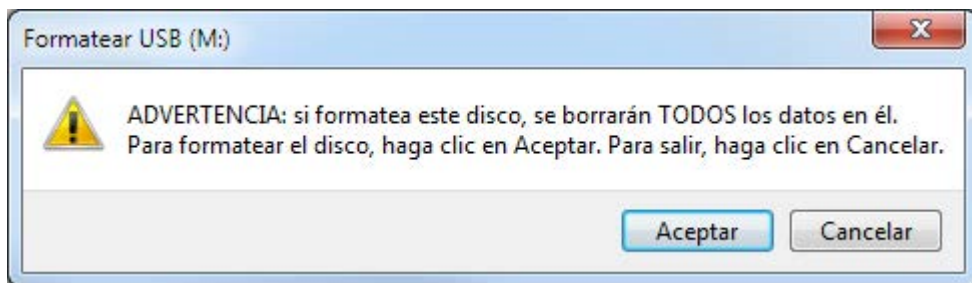 Formatear USB (M:)
ADVERTENCIA: si formatea este disco, se borrarán TODOS los datos en él.
Para formatear el disco, haga clic en Aceptar. Para salir, haga clic en Cancelar.
Aceptar
Cancelar